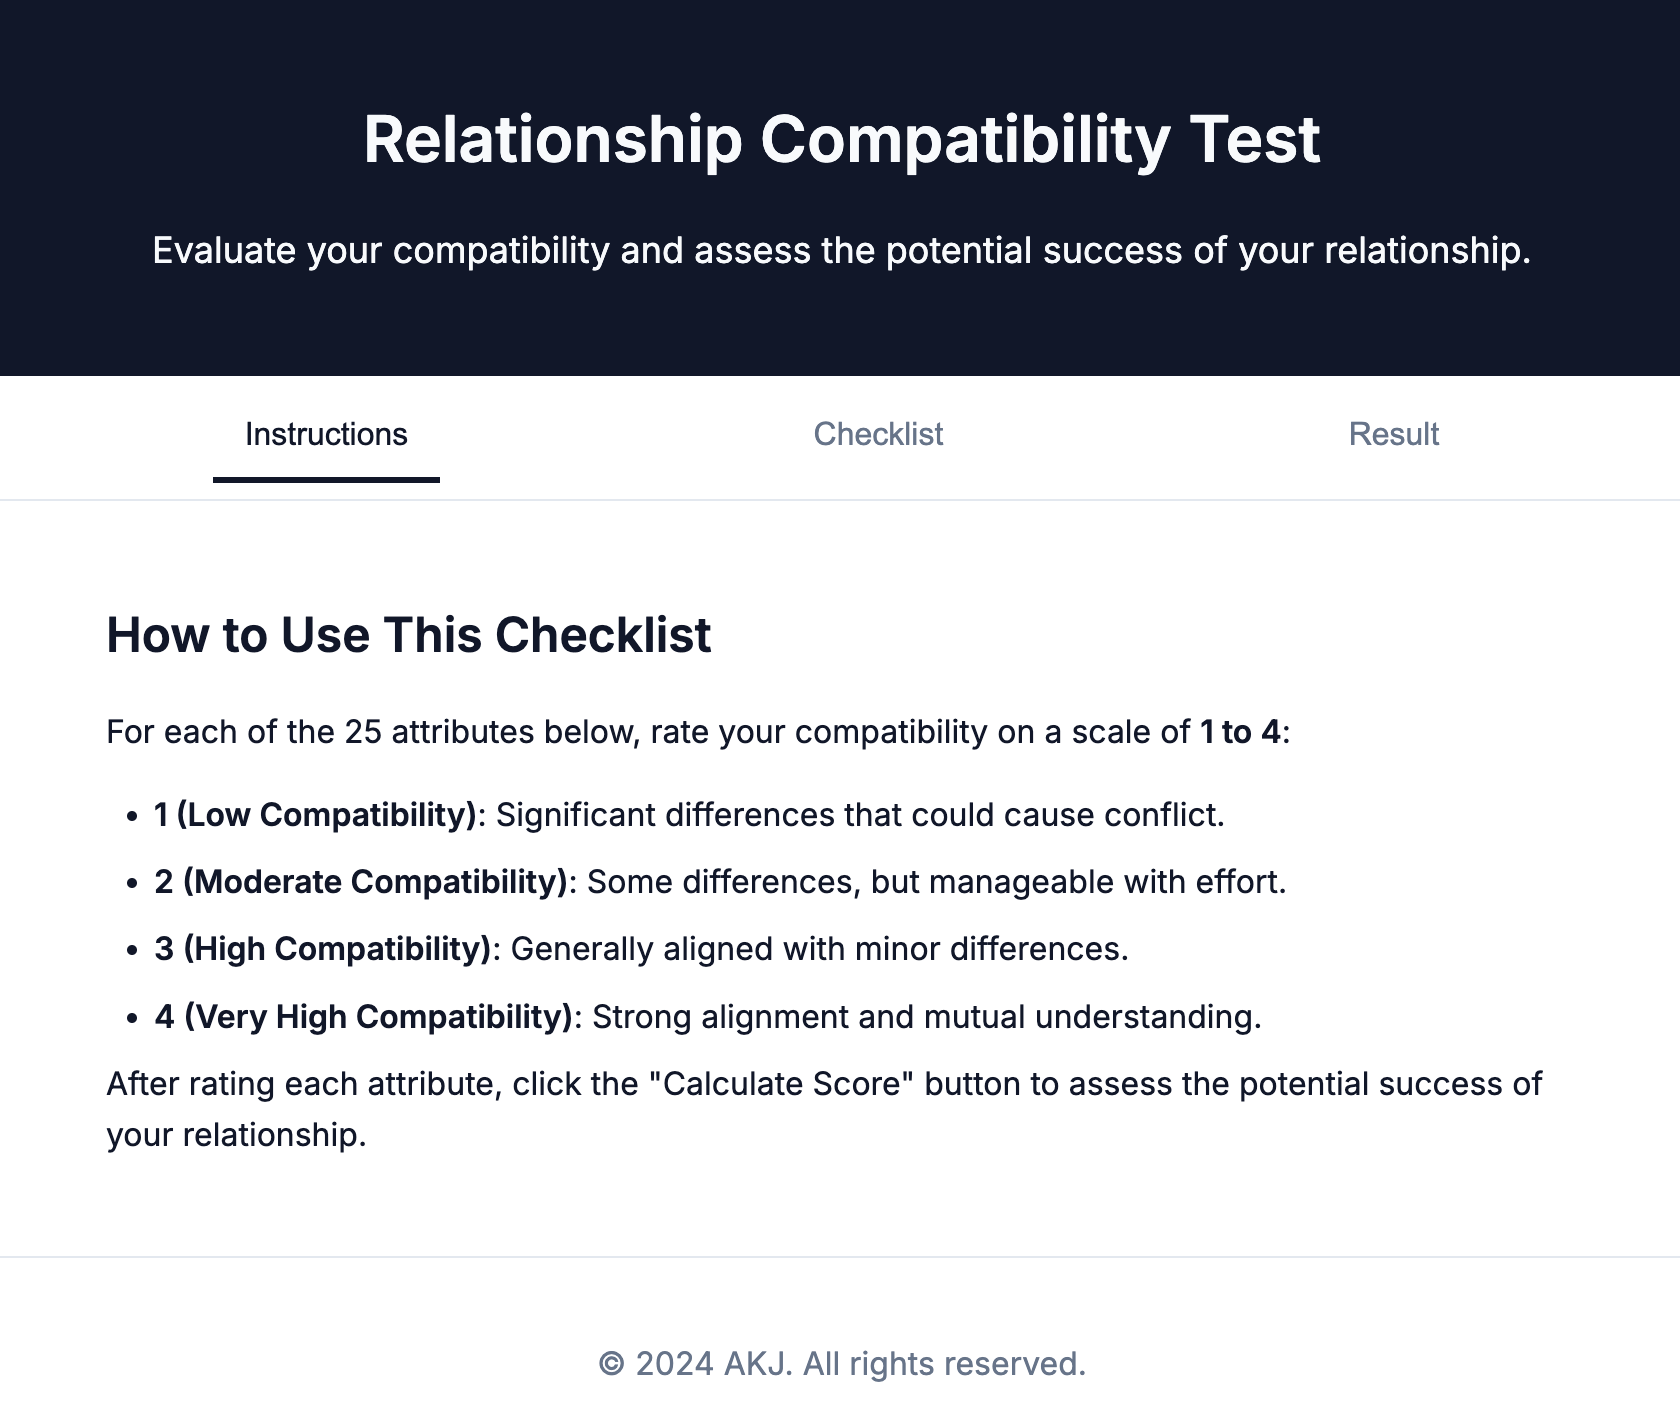 Relationship Compatibility Test
Evaluate your compatibility and assess the potential success of your relationship.
Instructions
Checklist
Result
How to Use This Checklist
For each of the 25 attributes below, rate your compatibility on a scale of 1 to 4:
• 1 (Low Compatibility): Significant differences that could cause conflict.
• 2 (Moderate Compatibility): Some differences, but manageable with effort.
• 3 (High Compatibility): Generally aligned with minor differences.
• 4 (Very High Compatibility): Strong alignment and mutual understanding.
After rating each attribute, click the "Calculate Score" button to assess the potential success of
your relationship.
© 2024 AKJ. All rights reserved.